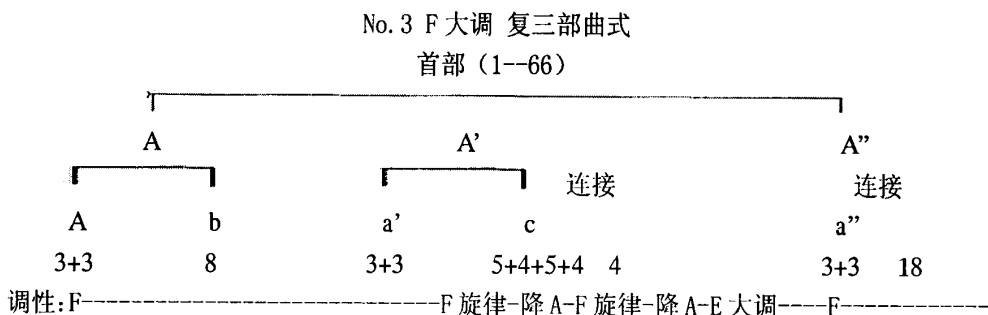 No.3 F大调 复三部曲式
首部（1--66）
A A’ A”
连接 连接
A b a’ c a”
3+3 8 3+3 5+4+5+4 4 3+3 18
调性:F-----------------------------F旋律-降A-F旋律-降A-E大调----F------------